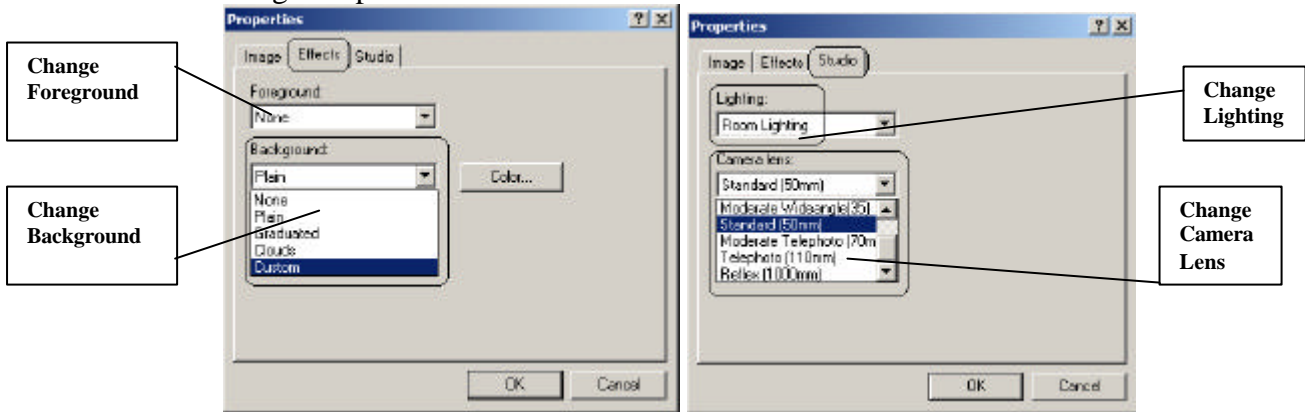 Properties
Image Effects Studio
Foreground:
None
Background:
Plain
Color...
None
Plain
Graduated
Clouds
Custom
OK Cancel
Properties
Image Effects Studio
Lighting:
Room Lighting
Camera lens:
Standard (50mm)
Moderate Wideangle(35)
Standard (50mm)
Moderate Telephoto (70m
Telephoto (110mm)
Reflex (1000mm)
OK Cancel
Change
Foreground
Change
Background
Change
Lighting
Change
Camera
Lens